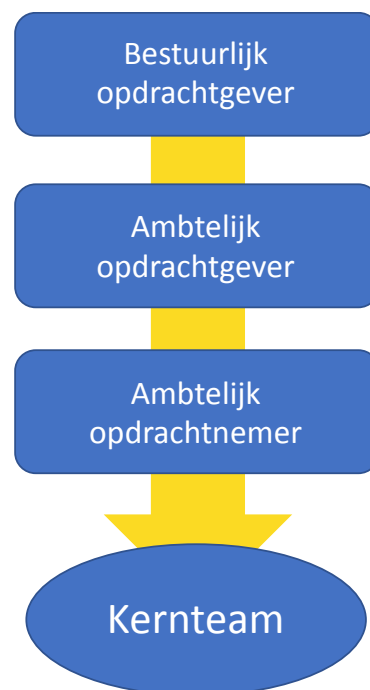 Bestuurlijk
opdrachtgever
Ambtelijk
opdrachtgever
Ambtelijk
opdrachtnemer
Kernteam